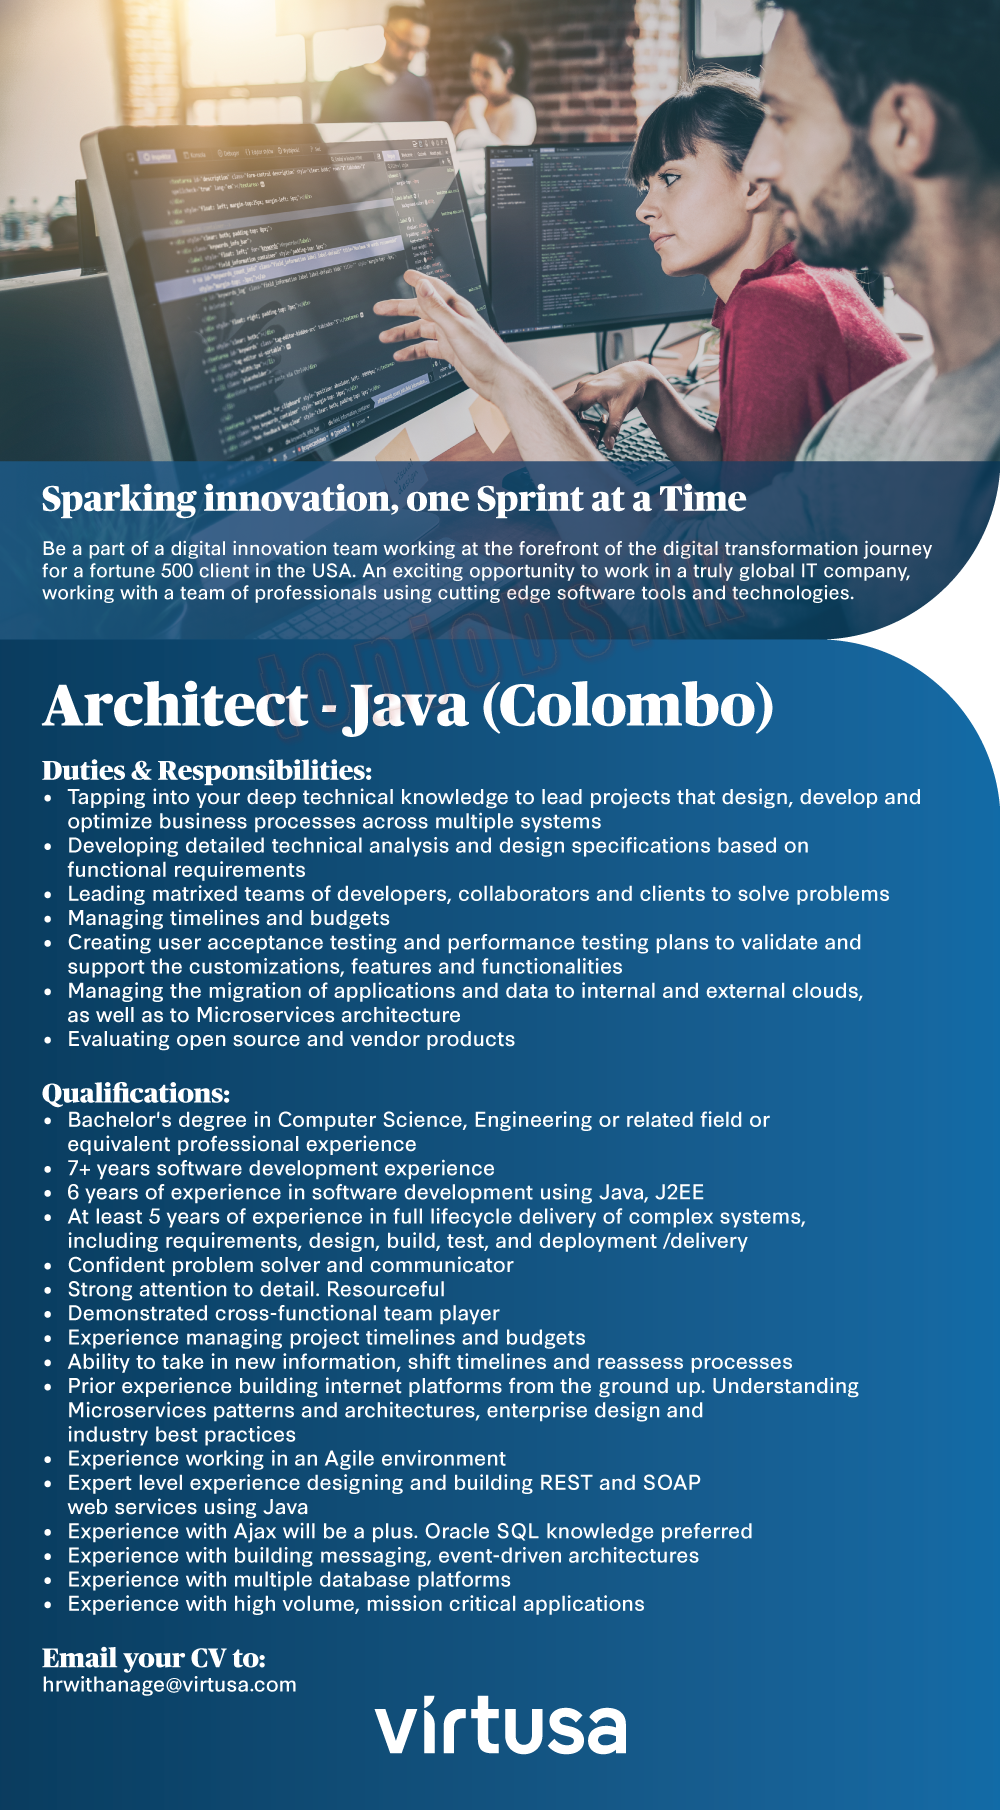 Sparking innovation, one Sprint at a Time
Be a part of a digital innovation team working at the forefront of the digital transformation journey
for a fortune 500 client in the USA. An exciting opportunity to work in a truly global IT company,
working with a team of professionals using cutting edge software tools and technologies.
topjobs.lk
Architect - Java (Colombo)
Duties & Responsibilities:
• Tapping into your deep technical knowledge to lead projects that design, develop and
optimize business processes across multiple systems
• Developing detailed technical analysis and design specifications based on
functional requirements
• Leading matrixed teams of developers, collaborators and clients to solve problems
• Managing timelines and budgets
• Creating user acceptance testing and performance testing plans to validate and
support the customizations, features and functionalities
• Managing the migration of applications and data to internal and external clouds,
as well as to Microservices architecture
• Evaluating open source and vendor products
Qualifications:
• Bachelor's degree in Computer Science, Engineering or related field or
equivalent professional experience
• 7+ years software development experience
• 6 years of experience in software development using Java, J2EE
• At least 5 years of experience in full lifecycle delivery of complex systems,
including requirements, design, build, test, and deployment /delivery
• Confident problem solver and communicator
• Strong attention to detail. Resourceful
• Demonstrated cross-functional team player
• Experience managing project timelines and budgets
• Ability to take in new information, shift timelines and reassess processes
• Prior experience building internet platforms from the ground up. Understanding
Microservices patterns and architectures, enterprise design and
industry best practices
• Experience working in an Agile environment
• Expert level experience designing and building REST and SOAP
web services using Java
• Experience with Ajax will be a plus. Oracle SQL knowledge preferred
• Experience with building messaging, event-driven architectures
• Experience with multiple database platforms
• Experience with high volume, mission critical applications
Email your CV to:
hrwithanage@virtusa.com
virtusa